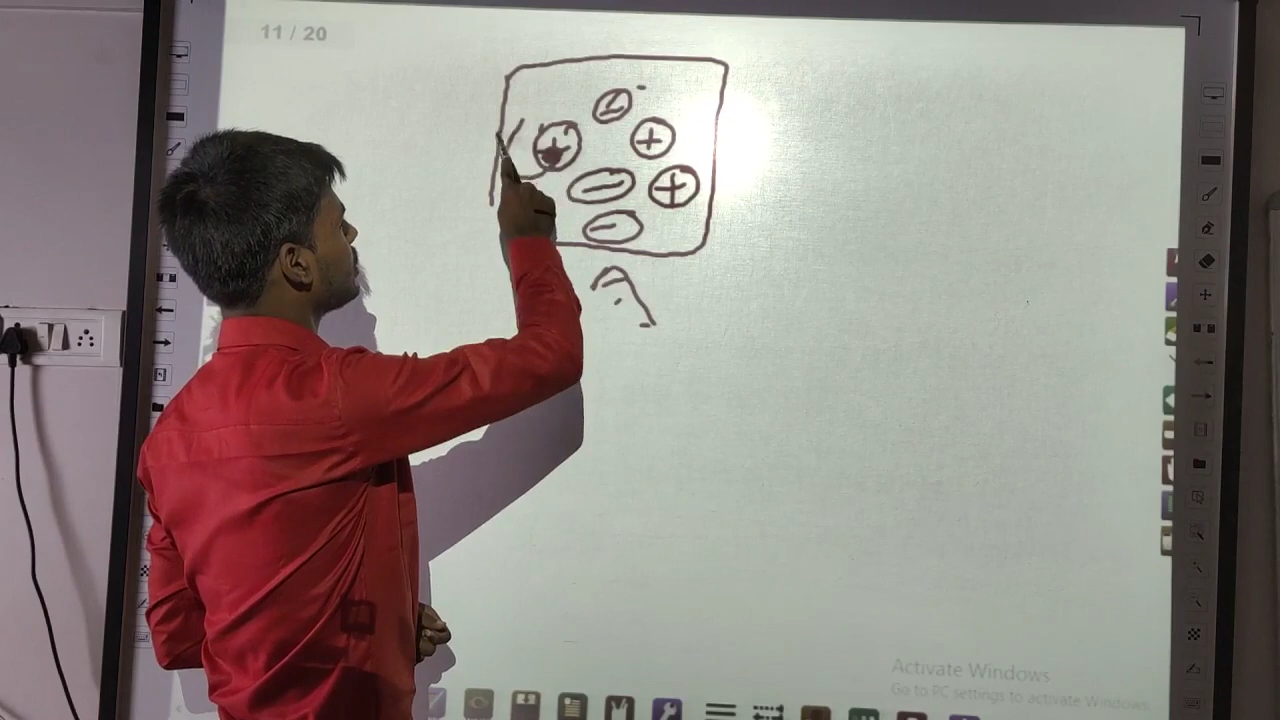 11 / 20
+ +
- +
-
A
Activate Windows
Go to PC settings to activate Windows.